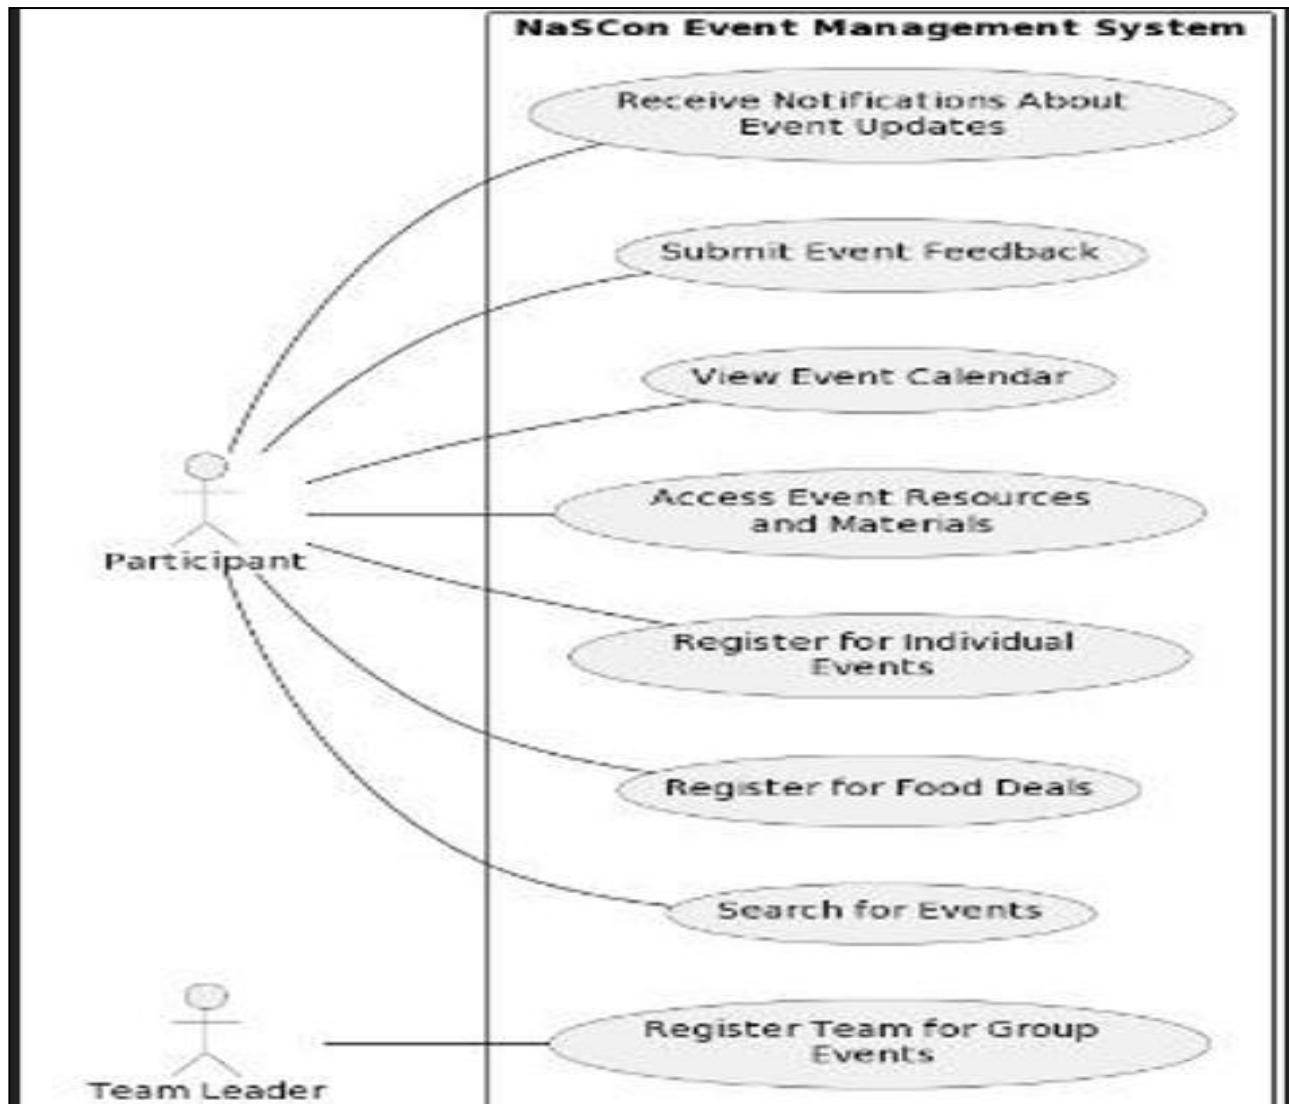 NaSCon Event Management System
Receive Notifications About
Event Updates
Submit Event Feedback
View Event Calendar
Access Event Resources
and Materials
Participant
Register for Individual
Events
Register for Food Deals
Search for Events
Register Team for Group
Events
Team Leader